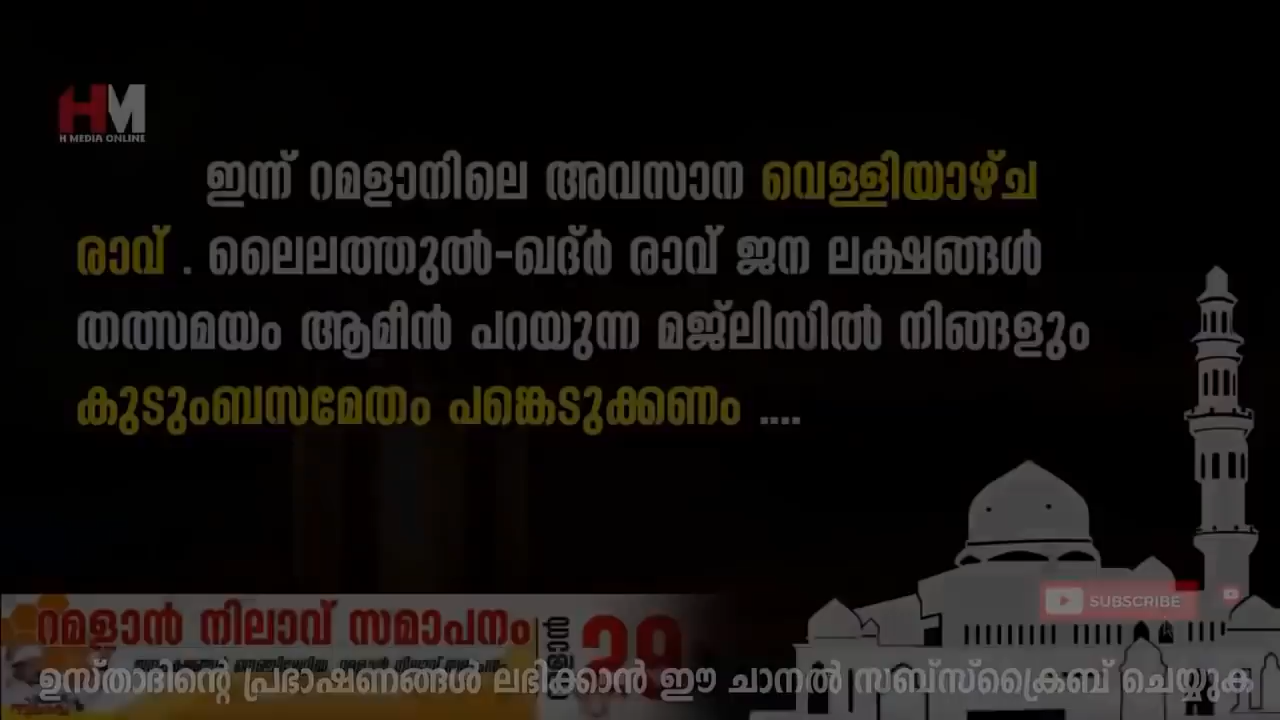 HM
H MEDIA ONLINE
ഇന്ന് റമളാനിലെ അവസാന വെള്ളിയാഴ്ച
രാവ് . ലൈലത്തുൽ-ഖദ്ർ രാവ് ജന ലക്ഷങ്ങൾ
തത്സമയം ആമീൻ പറയുന്ന മജ്ലിസിൽ നിങ്ങളും
കുടുംബസമേതം പങ്കെടുക്കണം ....
SUBSCRIBE
റമളാൻ നിലാവ് സമാപനം
29
ഉസ്താദിന്റെ പ്രഭാഷണങ്ങൾ ലഭിക്കാൻ ഈ ചാനൽ സബ്സ്ക്രൈബ് ചെയ്യുക